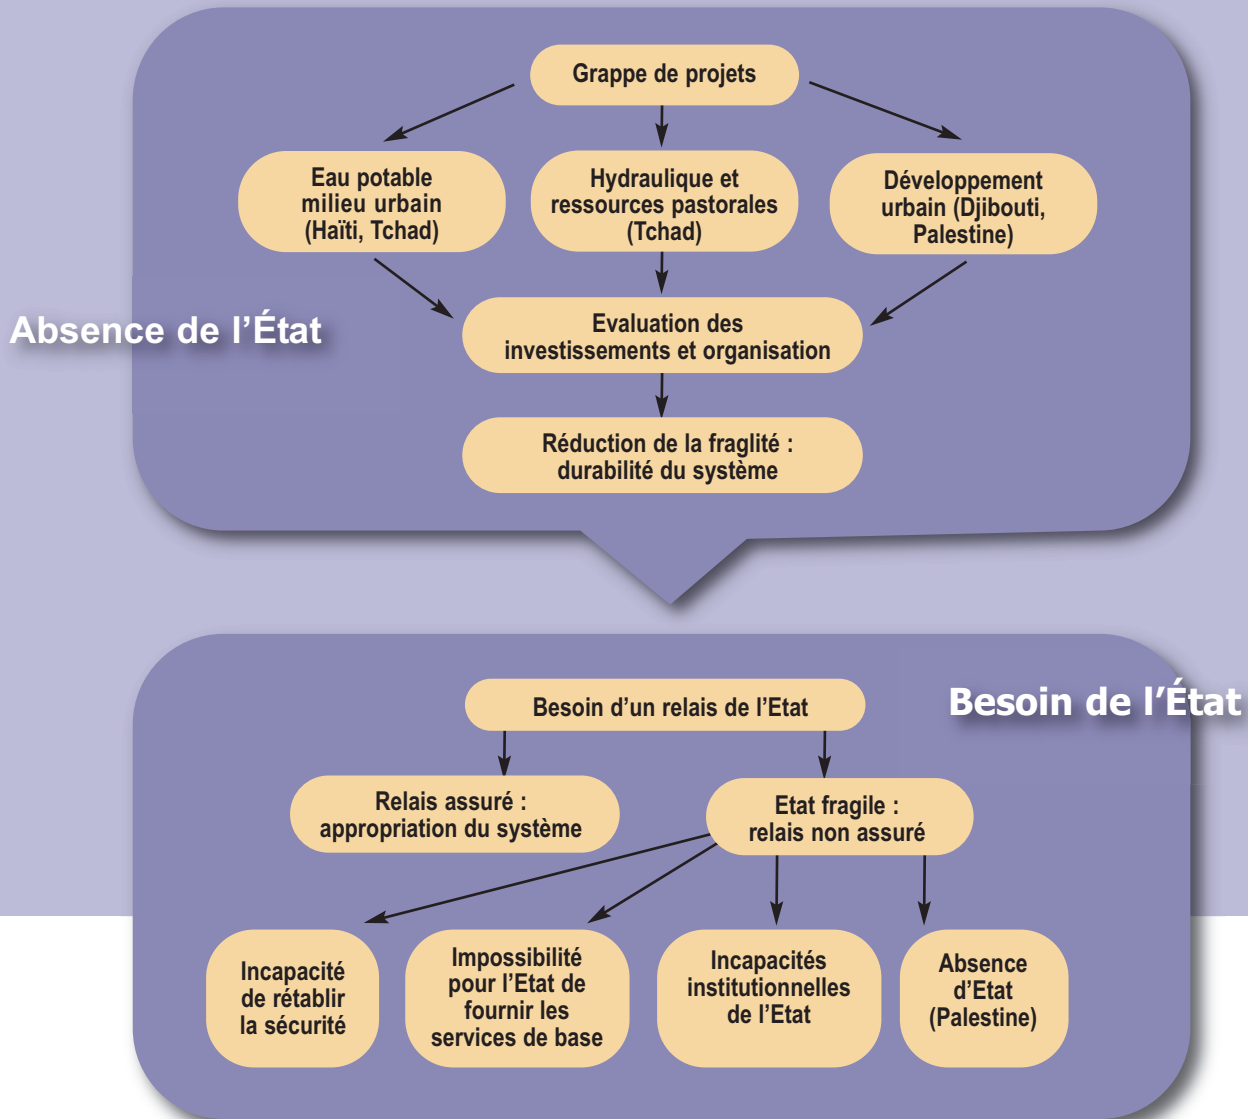 Grappe de projets
Eau potable
milieu urbain
(Haïti, Tchad)
Hydraulique et
ressources pastorales
(Tchad)
Développement
urbain (Djibouti,
Palestine)
Absence de l’État
Evaluation des
investissements et organisation
Réduction de la fraglité :
durabilité du système
Besoin de l’État
Besoin d’un relais de l’Etat
Relais assuré :
appropriation du système
Etat fragile :
relais non assuré
Incapacité
de rétablir
la sécurité
Impossibilité
pour l’Etat de
fournir les
services de base
Incapacités
institutionnelles
de l’Etat
Absence
d’Etat
(Palestine)